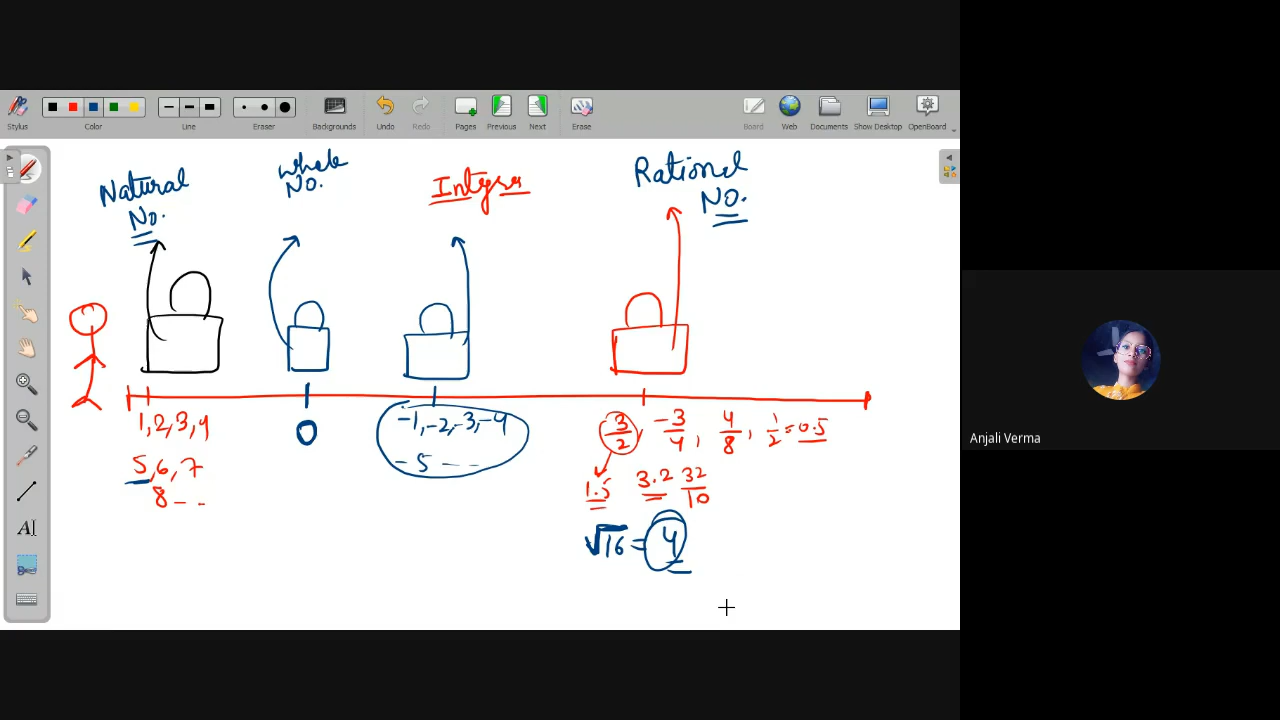 Stylus
Color
Line
Eraser
Backgrounds
Undo
Redo
Pages
Previous
Next
Erase
Board
Web
Documents
Show Desktop
OpenBoard
Natural
No.
Whole
No.
Integers
Rational
No.
1, 2, 3, 4
5, 6, 7
8 - -
0
-1, -2, -3, -4
-5 - -
3/2, -3/4, 4/8, 1/2 = 0.5
1.5 3.2 32/10
√16 = 4
Anjali Verma